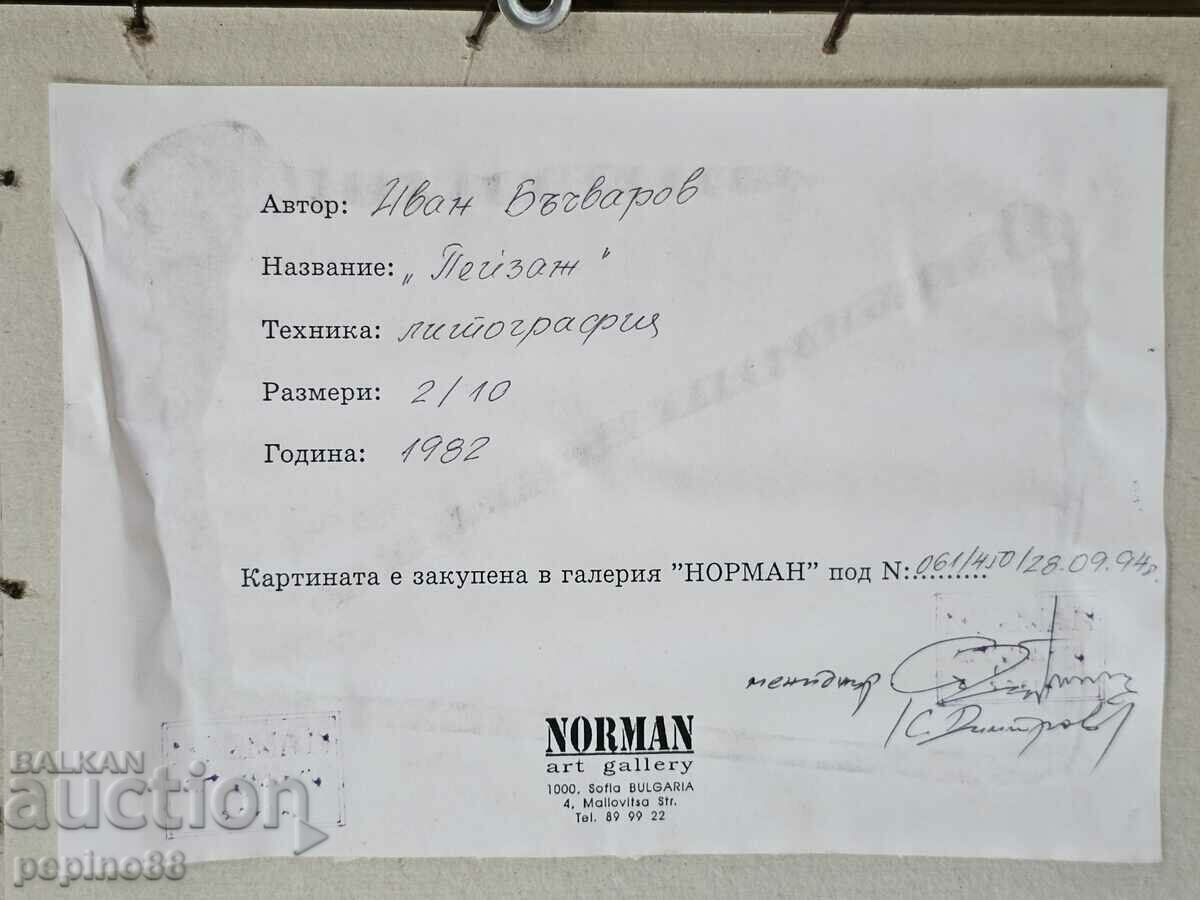 Автор: Иван Бъчваров
Название: „Пейзаж"
Техника: литография
Размери: 2/10
Година: 1982
Картината е закупена в галерия "НОРМАН" под N:.......... 061/450/28.09.94г.
мениджър
/С. Димитров/
NORMAN
art gallery
1000, Sofia BULGARIA
4, Maliovitsa Str.
Tel. 89 99 22
BALKAN
auction
pepino88